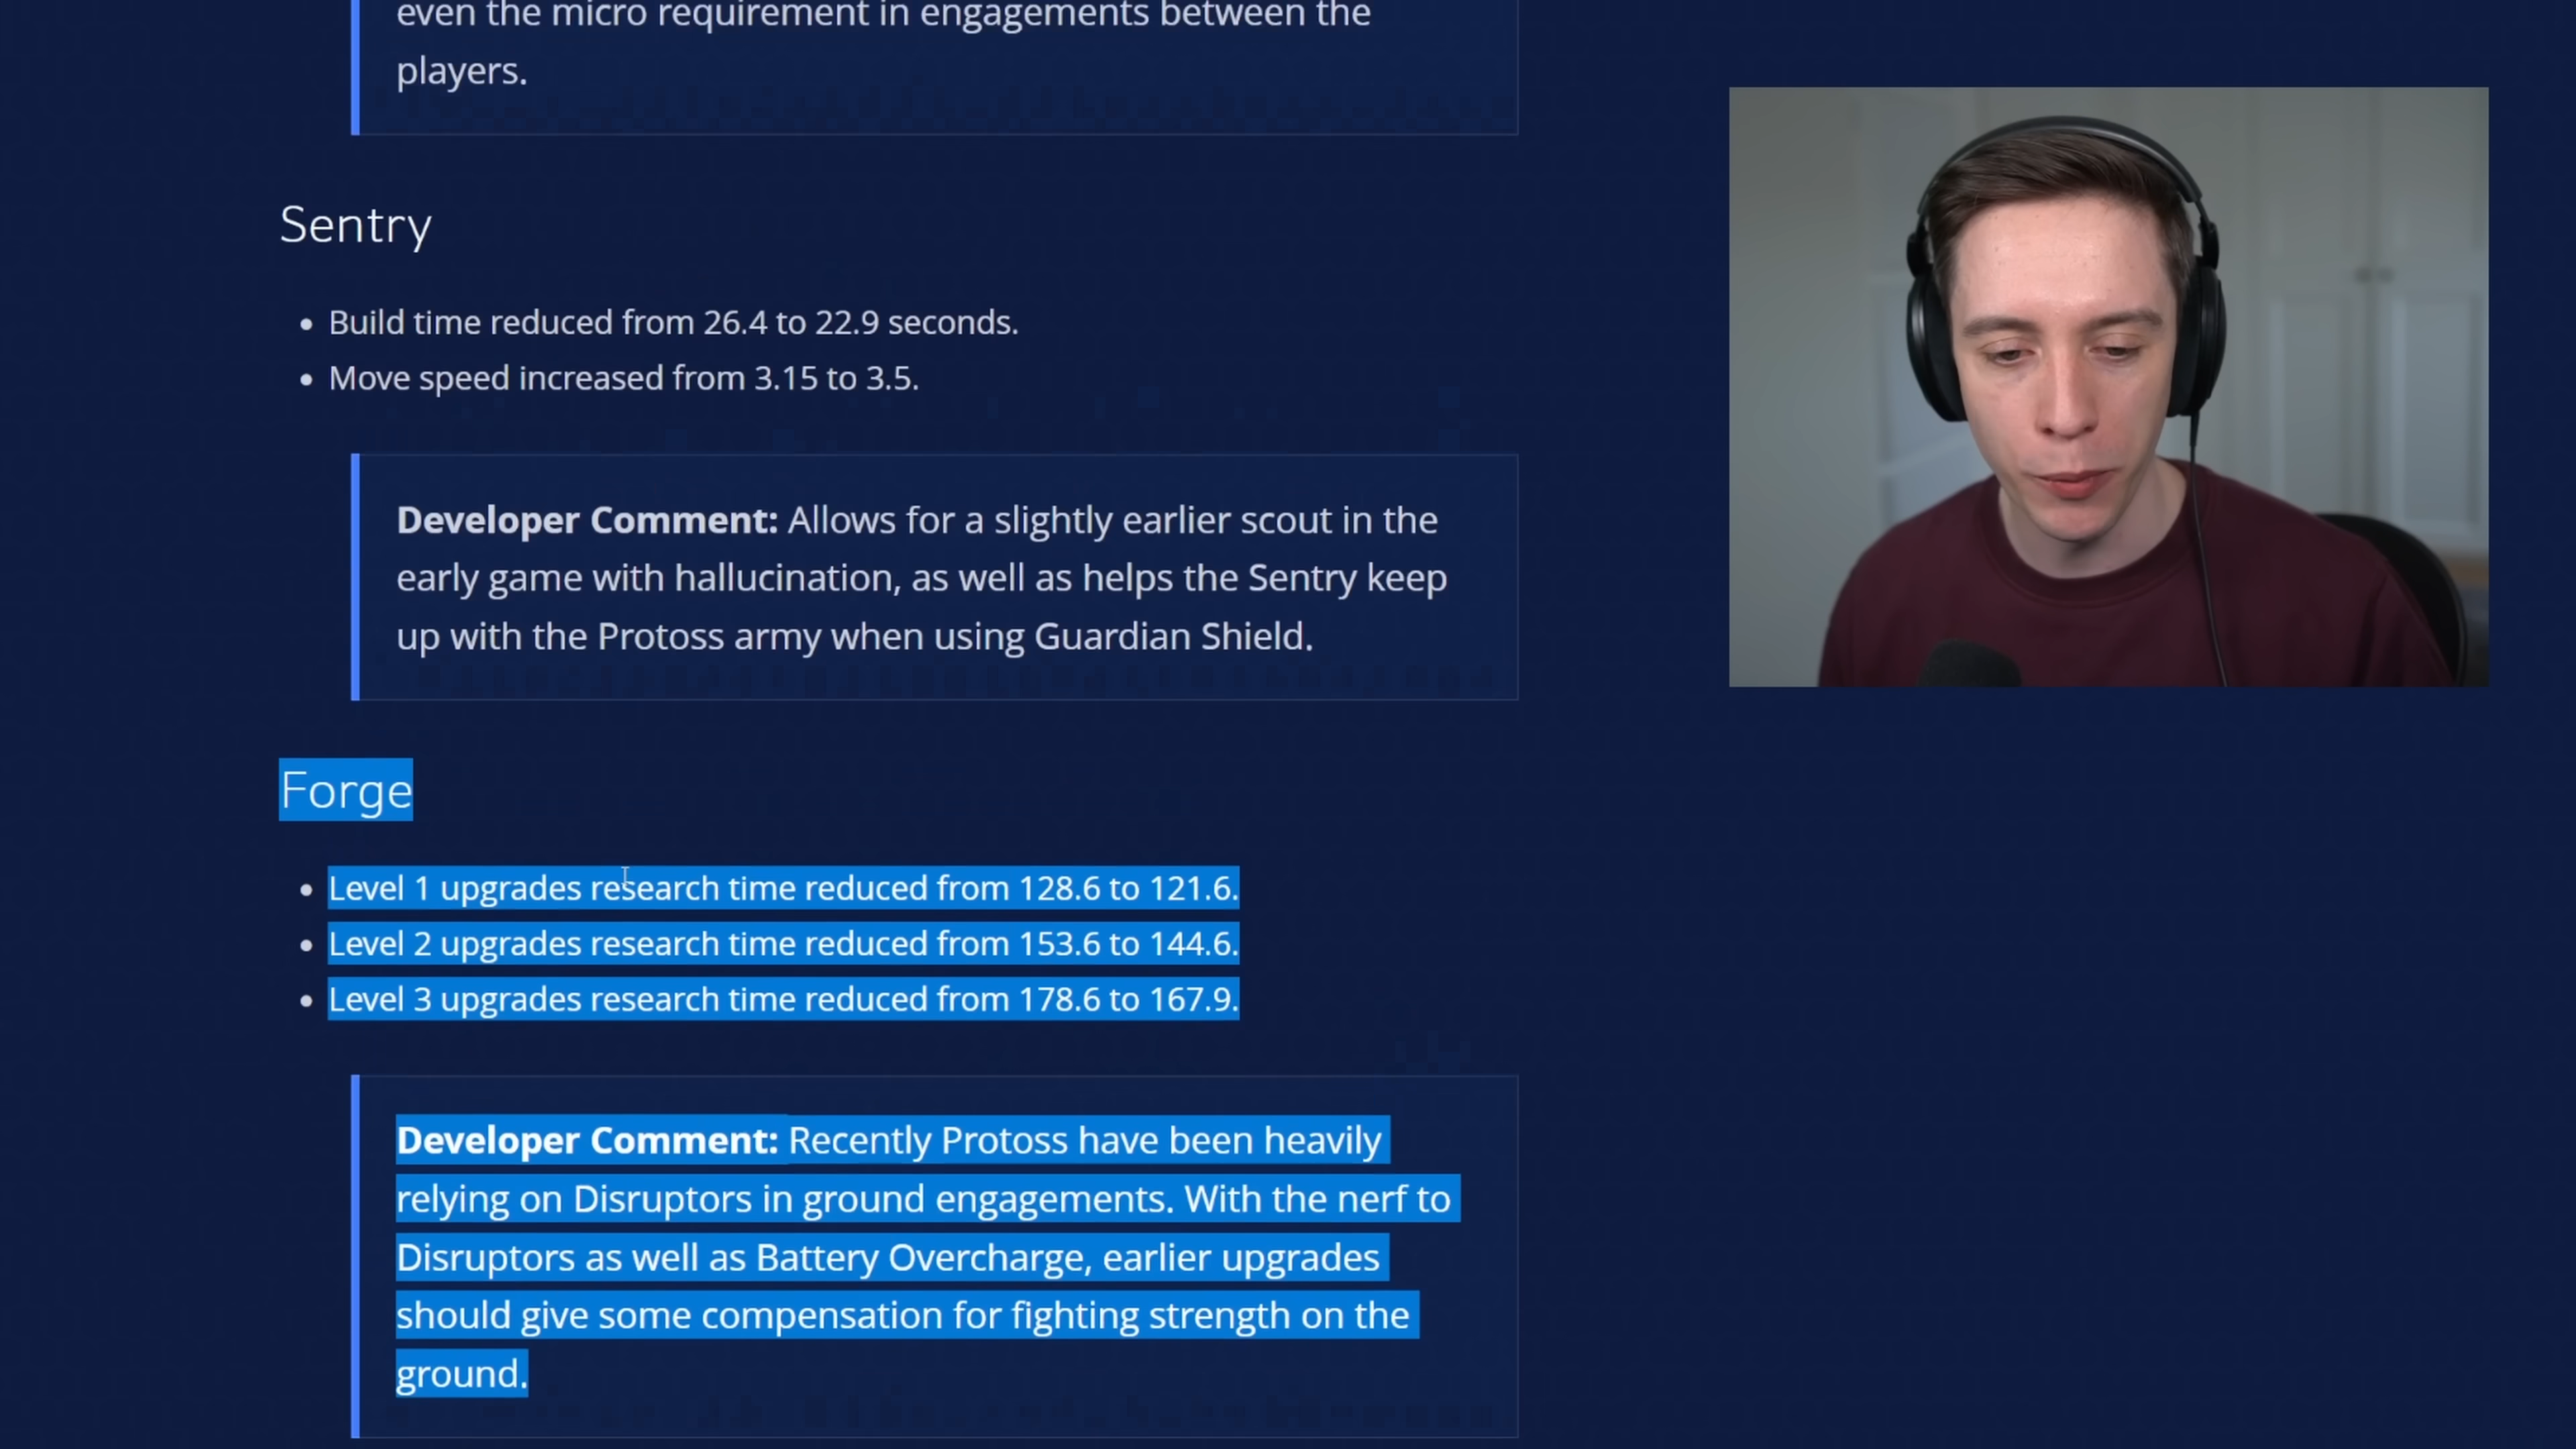 even the micro requirement in engagements between the
players.
Sentry
Build time reduced from 26.4 to 22.9 seconds.
Move speed increased from 3.15 to 3.5.
Developer Comment: Allows for a slightly earlier scout in the
early game with hallucination, as well as helps the Sentry keep
up with the Protoss army when using Guardian Shield.
Forge
Level 1 upgrades research time reduced from 128.6 to 121.6.
Level 2 upgrades research time reduced from 153.6 to 144.6.
Level 3 upgrades research time reduced from 178.6 to 167.9.
Developer Comment: Recently Protoss have been heavily
relying on Disruptors in ground engagements. With the nerf to
Disruptors as well as Battery Overcharge, earlier upgrades
should give some compensation for fighting strength on the
ground.